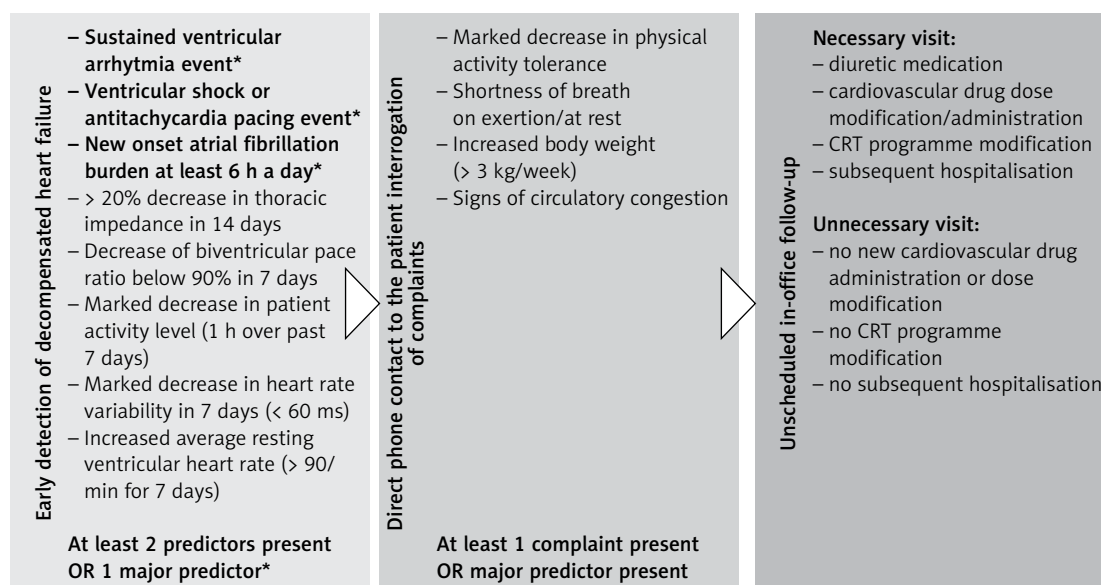 Early detection of decompensated heart failure
– Sustained ventricular
arrhytmia event*
– Ventricular shock or
antitachycardia pacing event*
– New onset atrial fibrillation
burden at least 6 h a day*
– > 20% decrease in thoracic
impedance in 14 days
– Decrease of biventricular pace
ratio below 90% in 7 days
– Marked decrease in patient
activity level (1 h over past
7 days)
– Marked decrease in heart rate
variability in 7 days (< 60 ms)
– Increased average resting
ventricular heart rate (> 90/
min for 7 days)
At least 2 predictors present
OR 1 major predictor*
Direct phone contact to the patient interrogation
of complaints
– Marked decrease in physical
activity tolerance
– Shortness of breath
on exertion/at rest
– Increased body weight
(> 3 kg/week)
– Signs of circulatory congestion
At least 1 complaint present
OR major predictor present
Unscheduled in-office follow-up
Necessary visit:
– diuretic medication
– cardiovascular drug dose
modification/administration
– CRT programme modification
– subsequent hospitalisation
Unnecessary visit:
– no new cardiovascular drug
administration or dose
modification
– no CRT programme
modification
– no subsequent hospitalisation